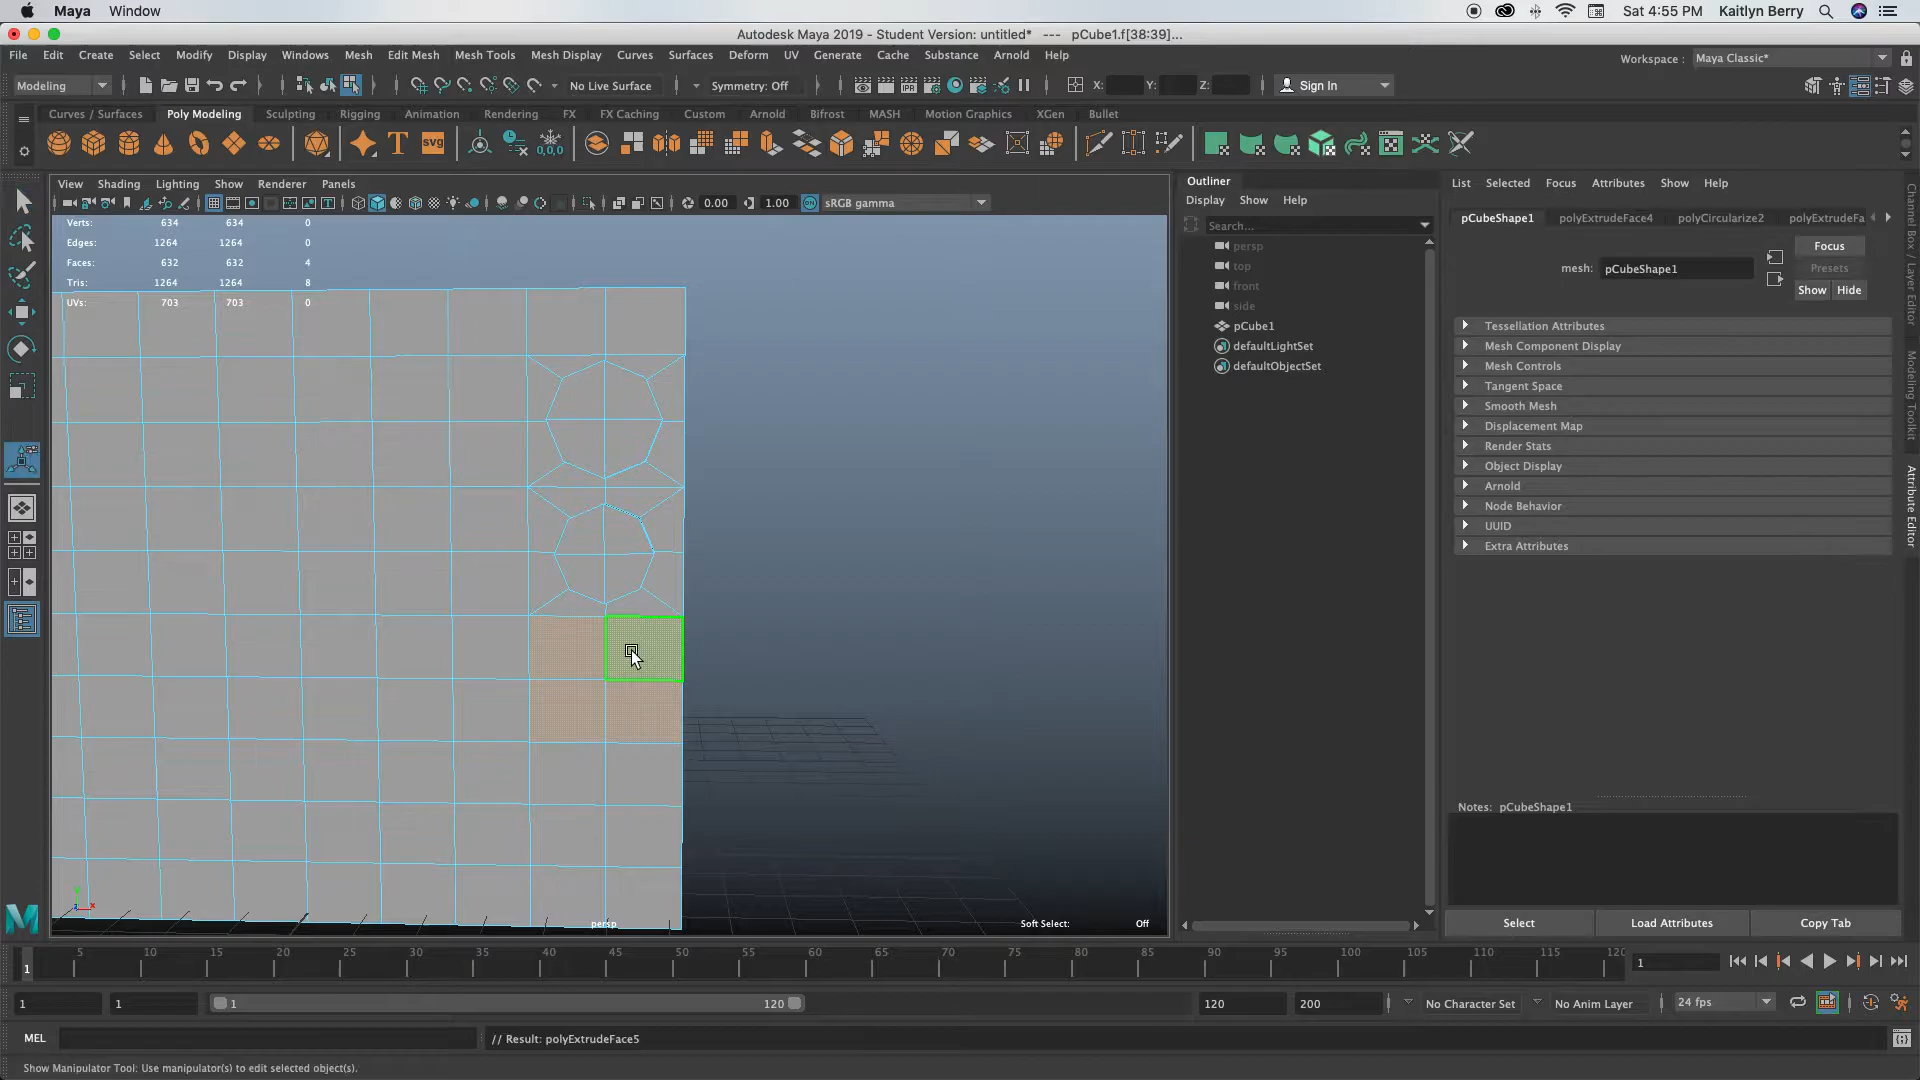 Maya Window Sat 4:55 PM Kaitlyn Berry
Autodesk Maya 2019 - Student Version: untitled* --- pCube1.f[38:39]...
File Edit Create Select Modify Display Windows Mesh Edit Mesh Mesh Tools Mesh Display Curves Surfaces Deform UV Generate Cache Substance Arnold Help
Workspace : Maya Classic*
Modeling No Live Surface Symmetry: Off X: Y: Z: Sign In
Curves / Surfaces Poly Modeling Sculpting Rigging Animation Rendering FX FX Caching Custom Arnold Bifrost MASH Motion Graphics XGen Bullet
IPR T SVG 0,0,0
View Shading Lighting Show Renderer Panels
0.00 1.00 ON sRGB gamma
Verts: 634 634 0
Edges: 1264 1264 0
Faces: 632 632 4
Tris: 1264 1264 8
UVs: 703 703 0
persp
Soft Select: Off
Outliner
Display Show Help
Search...
persp
top
front
side
pCube1
defaultLightSet
defaultObjectSet
List Selected Focus Attributes Show Help
pCubeShape1 polyExtrudeFace4 polyCircularize2 polyExtrudeFa
mesh: pCubeShape1
Focus
Presets
Show Hide
Tessellation Attributes
Mesh Component Display
Mesh Controls
Tangent Space
Smooth Mesh
Displacement Map
Render Stats
Object Display
Arnold
Node Behavior
UUID
Extra Attributes
Notes: pCubeShape1
Select Load Attributes Copy Tab
Channel Box / Layer Editor
Modeling Toolkit
Attribute Editor
1 5 10 15 20 25 30 35 40 45 50 55 60 65 70 75 80 85 90 95 100 105 110 115 120 1
1 1 1 120 120 200 No Character Set No Anim Layer 24 fps
MEL // Result: polyExtrudeFace5
Show Manipulator Tool: Use manipulator(s) to edit selected object(s).